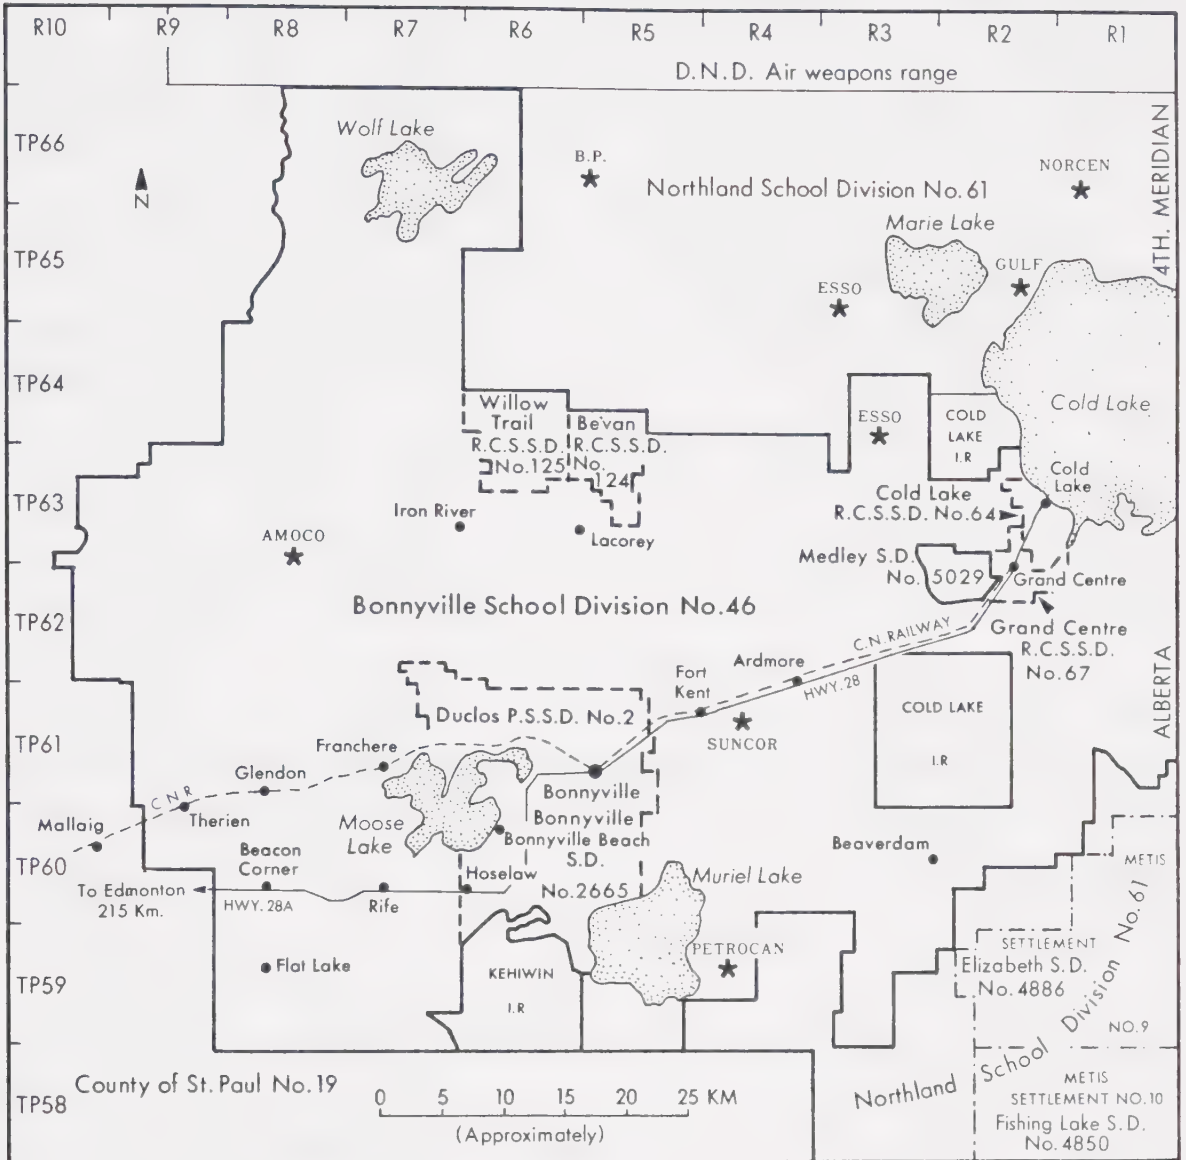 R10 R9 R8 R7 R6 R5 R4 R3 R2 R1
D.N.D. Air weapons range
TP66
Wolf Lake
B.P.
NORCEN
4TH. MERIDIAN
N
Northland School Division No.61
Marie Lake
TP65
GULF
ESSO
TP64
Willow
Trail
R.C.S.S.D.
No.125
Be'van
R.C.S.S.D.
No.
124
ESSO
COLD
LAKE
I.R
Cold Lake
Cold
Lake
TP63
Iron River
Lacorey
Cold Lake
R.C.S.S.D. No.64
AMOCO
Medley S.D.
No. 5029
Grand Centre
Bonnyville School Division No.46
TP62
C.N. RAILWAY
Grand Centre
R.C.S.S.D.
No.67
Ardmore
Fort
Kent
HWY. 28
Duclos P.S.S.D. No.2
COLD LAKE
I.R
ALBERTA
TP61
SUNCOR
Franchere
Glendon
CNR
Therien
Bonnyville
Mallaig
Moose
Lake
Bonnyville
Bonnyville Beach
S.D.
No.2665
Beaverdam
METIS
TP60
Beacon
Corner
Hoselaw
Muriel Lake
To Edmonton
215 Km.
HWY. 28A
Rife
Flat Lake
PETROCAN
SETTLEMENT
Elizabeth S.D.
No. 4886
TP59
KEHIWIN
I.R
NO.9
Northland School Division No.61
County of St. Paul No.19
TP58
0 5 10 15 20 25 KM
(Approximately)
METIS
SETTLEMENT NO.10
Fishing Lake S.D.
No. 4850